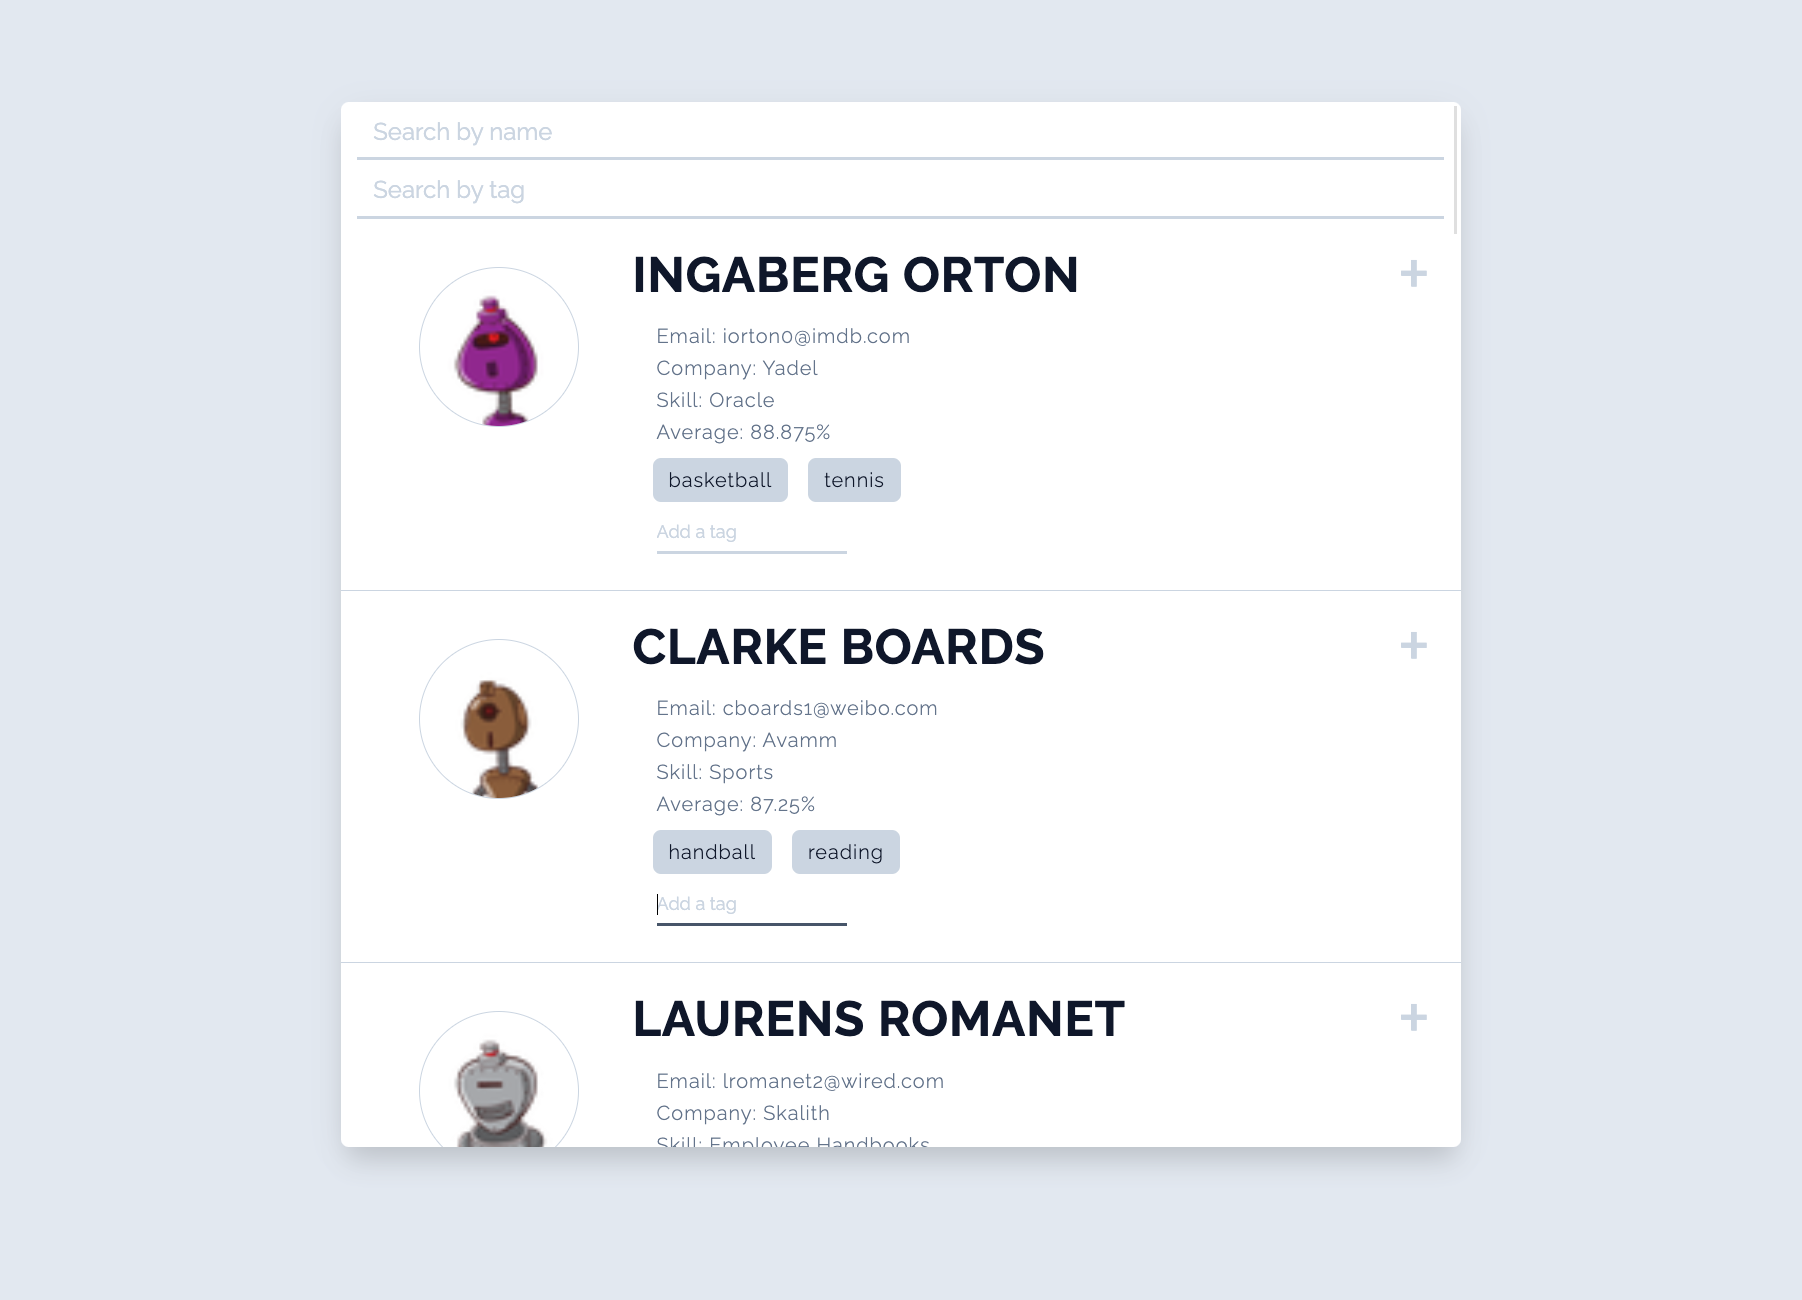 Search by name
Search by tag
INGABERG ORTON
+
Email: iorton0@imdb.com
Company: Yadel
Skill: Oracle
Average: 88.875%
basketball tennis
Add a tag
CLARKE BOARDS
+
Email: cboards1@weibo.com
Company: Avamm
Skill: Sports
Average: 87.25%
handball reading
Add a tag
LAURENS ROMANET
+
Email: lromanet2@wired.com
Company: Skalith
Skill: Employee Handbooks